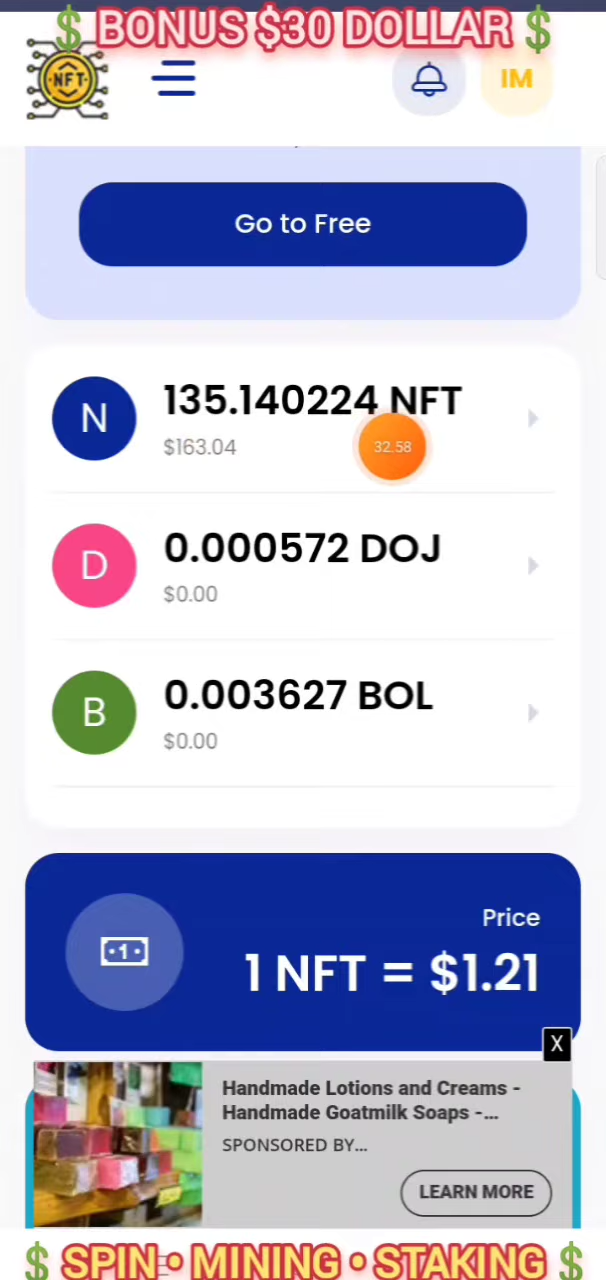 $ BONUS $30 DOLLAR $
NFT
IM
Go to Free
N
135.140224 NFT
$163.04
32.58
D
0.000572 DOJ
$0.00
B
0.003627 BOL
$0.00
Price
1
1 NFT = $1.21
X
Handmade Lotions and Creams -
Handmade Goatmilk Soaps -...
SPONSORED BY...
LEARN MORE
$ SPIN • MINING • STAKING $